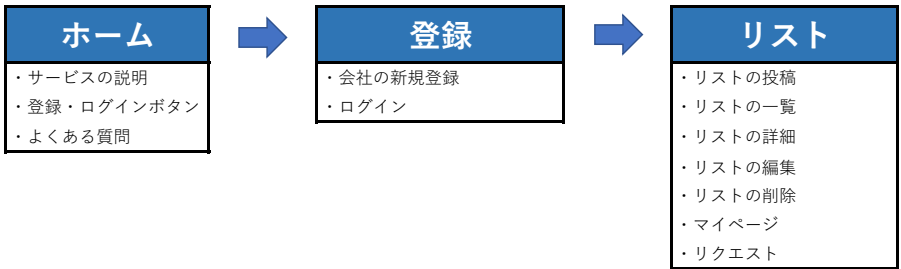 ホーム
・サービスの説明
・登録・ログインボタン
・よくある質問
登録
・会社の新規登録
・ログイン
リスト
・リストの投稿
・リストの一覧
・リストの詳細
・リストの編集
・リストの削除
・マイページ
・リクエスト